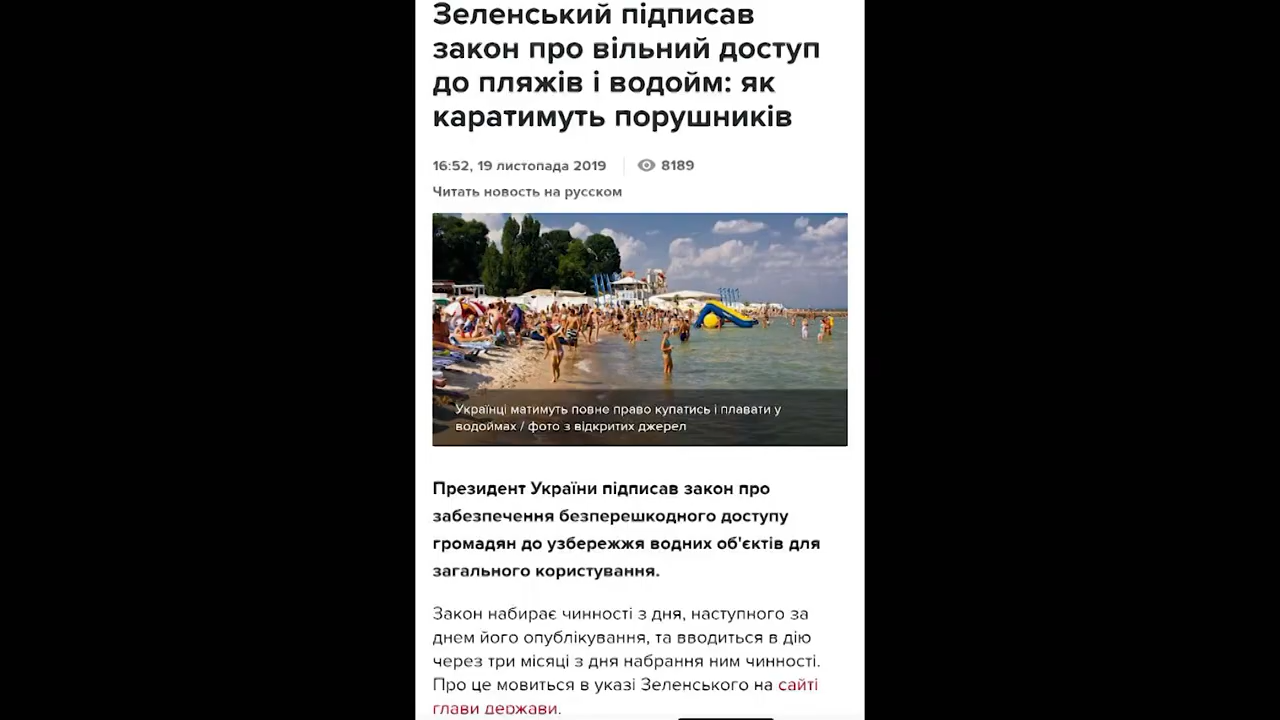 Зеленський підписав
закон про вільний доступ
до пляжів і водойм: як
каратимуть порушників
16:52, 19 листопада 2019
8189
Читать новость на русском
Українці матимуть повне право купатись і плавати у
водоймах / фото з відкритих джерел
Президент України підписав закон про
забезпечення безперешкодного доступу
громадян до узбережжя водних об'єктів для
загального користування.
Закон набирає чинності з дня, наступного за
днем його опублікування, та вводиться в дію
через три місяці з дня набрання ним чинності.
Про це мовиться в указі Зеленського на сайті
глави держави.